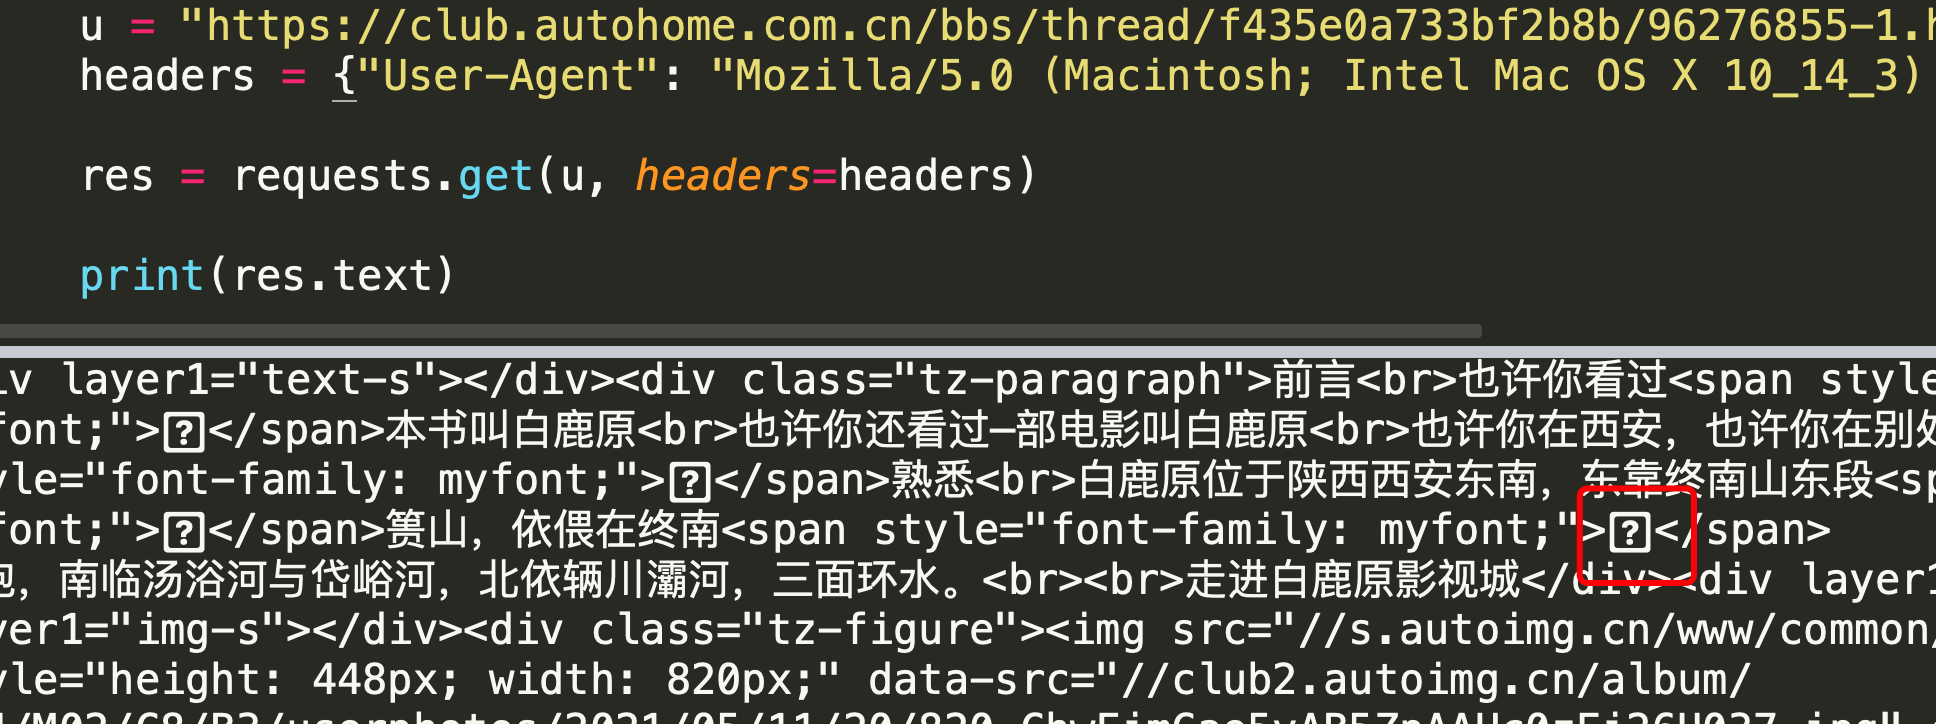 u = "https://club.autohome.com.cn/bbs/thread/f435e0a733bf2b8b/96276855-1.h
headers = {"User-Agent": "Mozilla/5.0 (Macintosh; Intel Mac OS X 10_14_3)
res = requests.get(u, headers=headers)
print(res.text)
iv layer1="text-s"></div><div class="tz-paragraph">前言<br>也许你看过<span style
font;">?</span>本书叫白鹿原<br>也许你还看过一部电影叫白鹿原<br>也许你在西安，也许你在别处
yle="font-family: myfont;">?</span>熟悉<br>白鹿原位于陕西西安东南，东靠终南山东段<sp
font;">?</span>篑山，依偎在终南<span style="font-family: myfont;">?</span>
抱，南临汤浴河与岱峪河，北依辆川灞河，三面环水。<br><br>走进白鹿原影视城</div><div layer1
yer1="img-s"></div><div class="tz-figure"><img src="//s.autoimg.cn/www/common/
yle="height: 448px; width: 820px;" data-src="//club2.autoimg.cn/album/